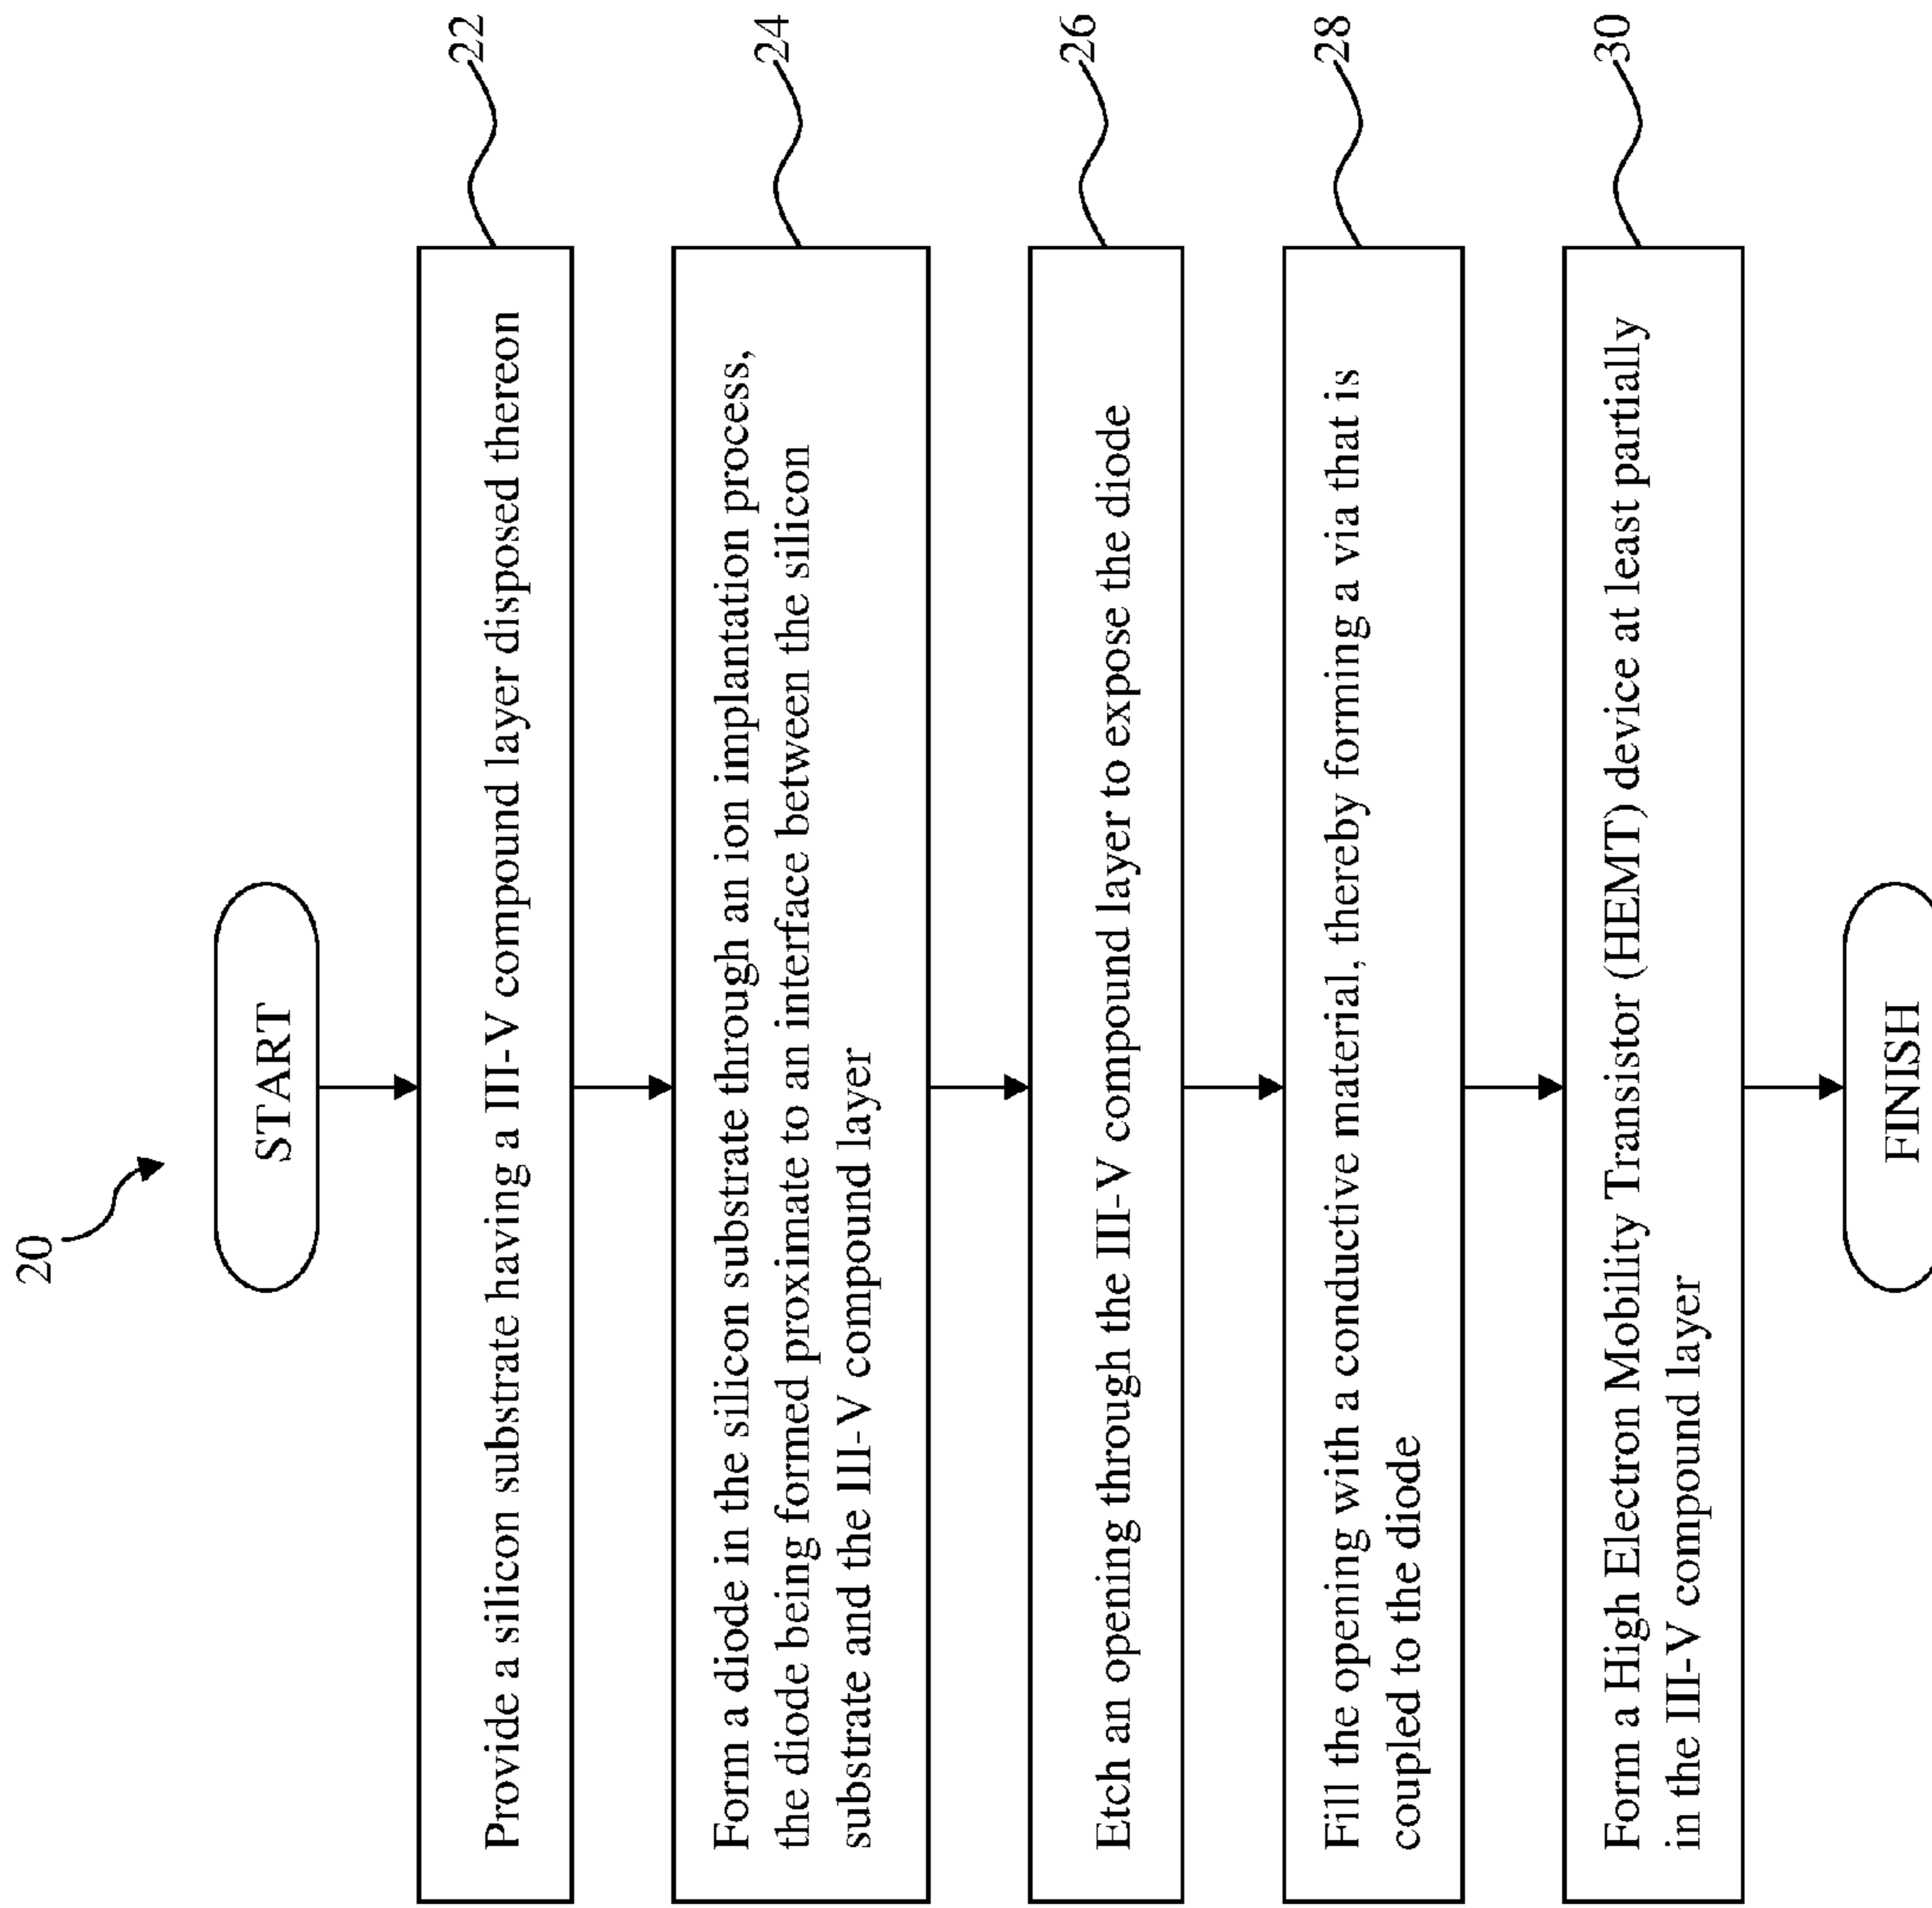 20
START
Provide a silicon substrate having a III-V compound layer disposed thereon
22
Form a diode in the silicon substrate through an ion implantation process,
the diode being formed proximate to an interface between the silicon
substrate and the III-V compound layer
24
Etch an opening through the III-V compound layer to expose the diode
26
Fill the opening with a conductive material, thereby forming a via that is
coupled to the diode
28
Form a High Electron Mobility Transistor (HEMT) device at least partially
in the III-V compound layer
30
FINISH